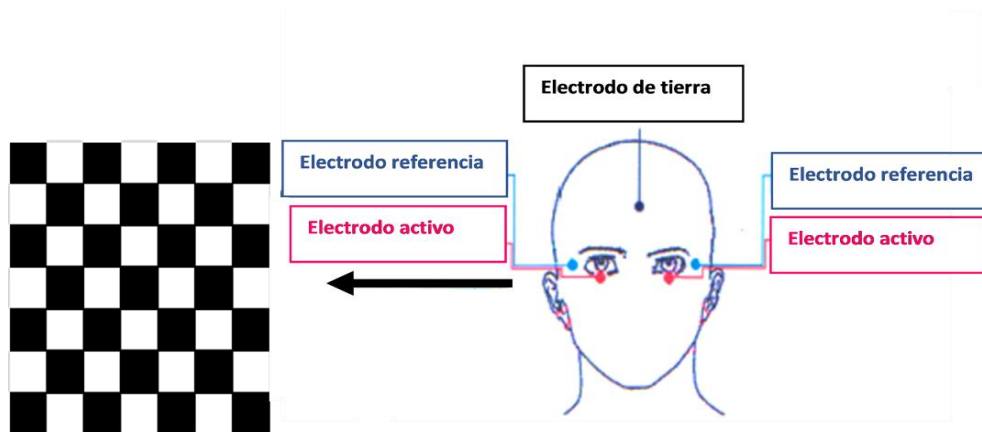 Electrodo de tierra
Electrodo referencia
Electrodo referencia
Electrodo activo
Electrodo activo